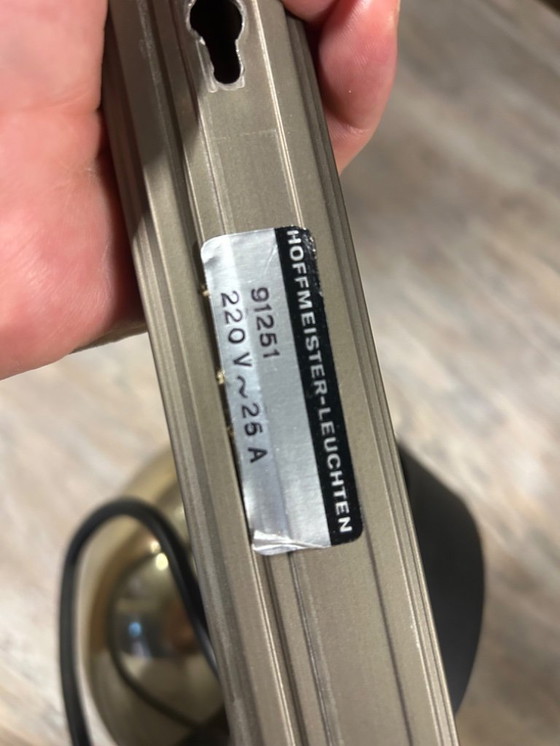 HOFFMEISTER-LEUCHTEN
91251
220 V ~ 25 A